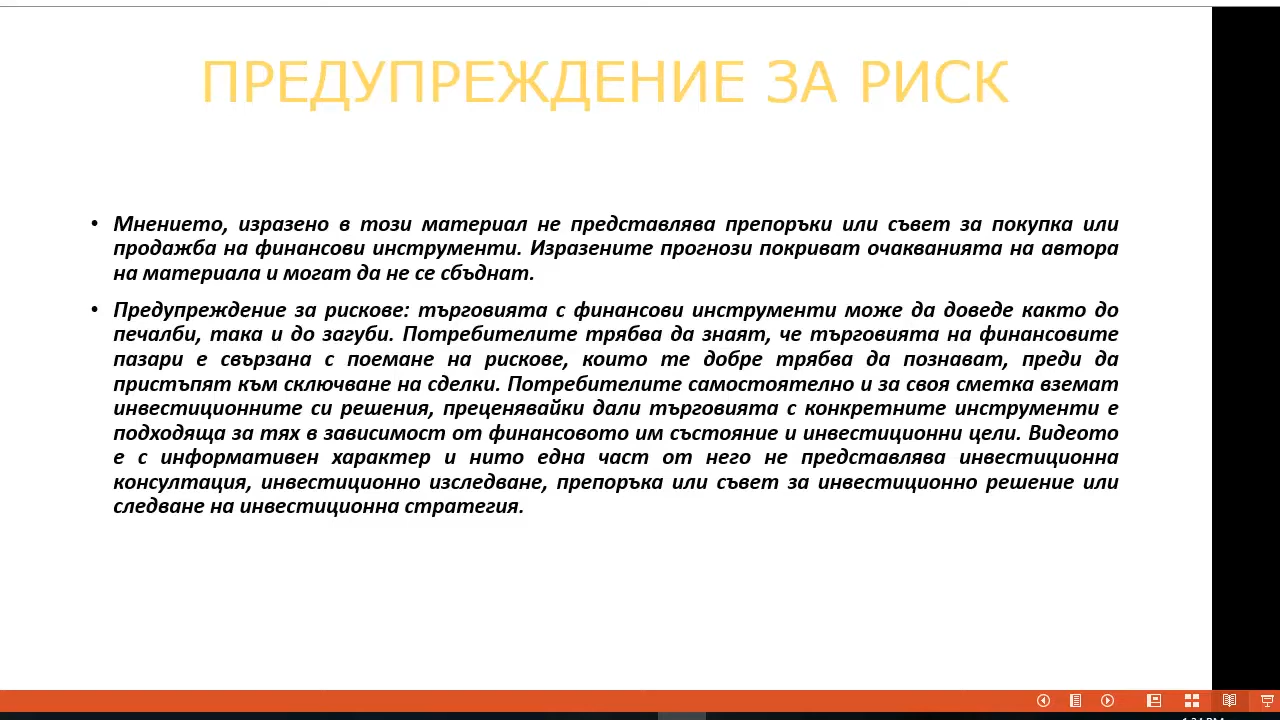 ПРЕДУПРЕЖДЕНИЕ ЗА РИСК
• Мнението, изразено в този материал не представлява препоръки или съвет за покупка или
продажба на финансови инструменти. Изразените прогнози покриват очакванията на автора
на материала и могат да не се сбъднат.
• Предупреждение за рискове: търговията с финансови инструменти може да доведе както до
печалби, така и до загуби. Потребителите трябва да знаят, че търговията на финансовите
пазари е свързана с поемане на рискове, които те добре трябва да познават, преди да
пристъпят към сключване на сделки. Потребителите самостоятелно и за своя сметка вземат
инвестиционните си решения, преценявайки дали търговията с конкретните инструменти е
подходяща за тях в зависимост от финансовото им състояние и инвестиционни цели. Видеото
е с информативен характер и нито една част от него не представлява инвестиционна
консултация, инвестиционно изследване, препоръка или съвет за инвестиционно решение или
следване на инвестиционна стратегия.